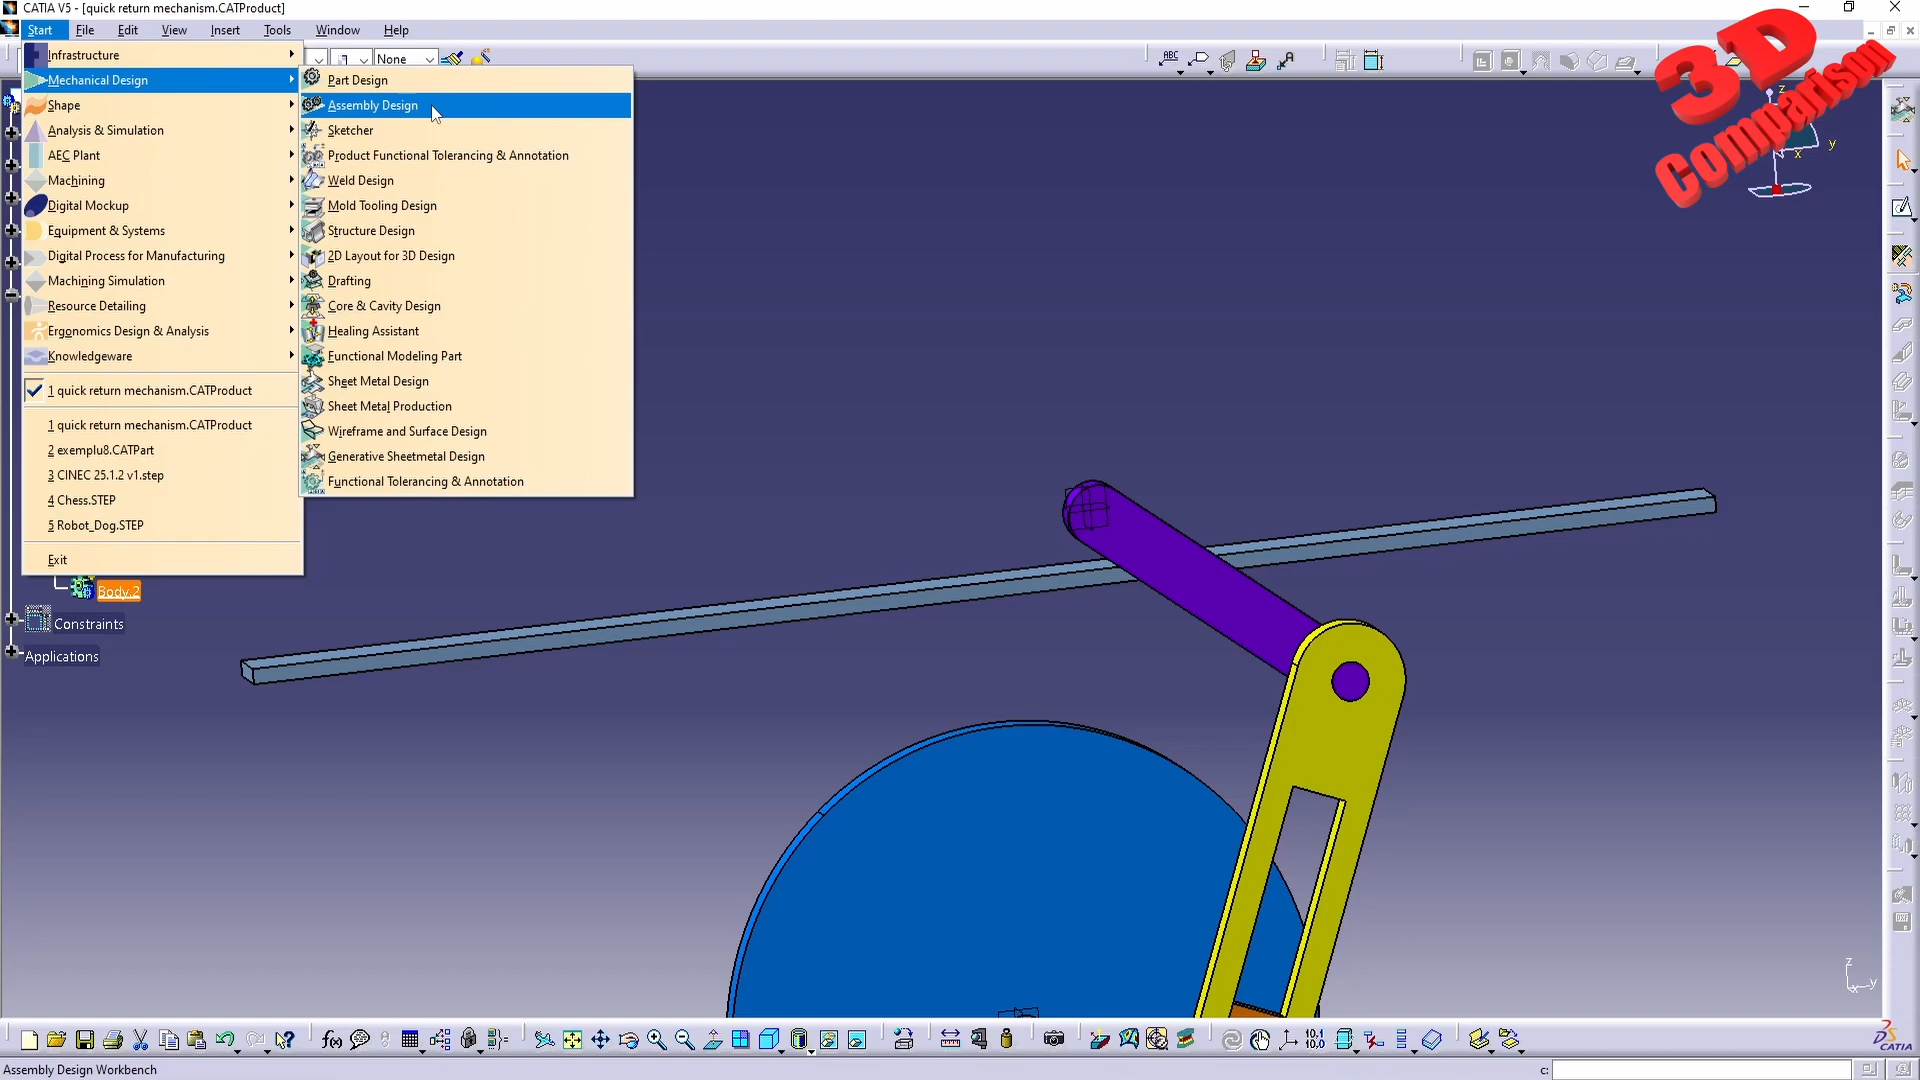 CATIA V5 - [quick return mechanism.CATProduct]
Start File Edit View Insert Tools Window Help
None
ABC
Infrastructure
Mechanical Design
Shape
Analysis & Simulation
AEC Plant
Machining
Digital Mockup
Equipment & Systems
Digital Process for Manufacturing
Machining Simulation
Resource Detailing
Ergonomics Design & Analysis
Knowledgeware
1 quick return mechanism.CATProduct
1 quick return mechanism.CATProduct
2 exemplu8.CATPart
3 CINEC 25.1.2 v1.step
4 Chess.STEP
5 Robot_Dog.STEP
Exit
Part Design
Assembly Design
Sketcher
Product Functional Tolerancing & Annotation
Weld Design
Mold Tooling Design
Structure Design
2D Layout for 3D Design
Drafting
Core & Cavity Design
Healing Assistant
Functional Modeling Part
Sheet Metal Design
Sheet Metal Production
Wireframe and Surface Design
Generative Sheetmetal Design
Functional Tolerancing & Annotation
3D
Comparison
z
y
x
Body.2
Constraints
Applications
z
y
x
f(x)
10,1
10,0
CATIA
Assembly Design Workbench
c: